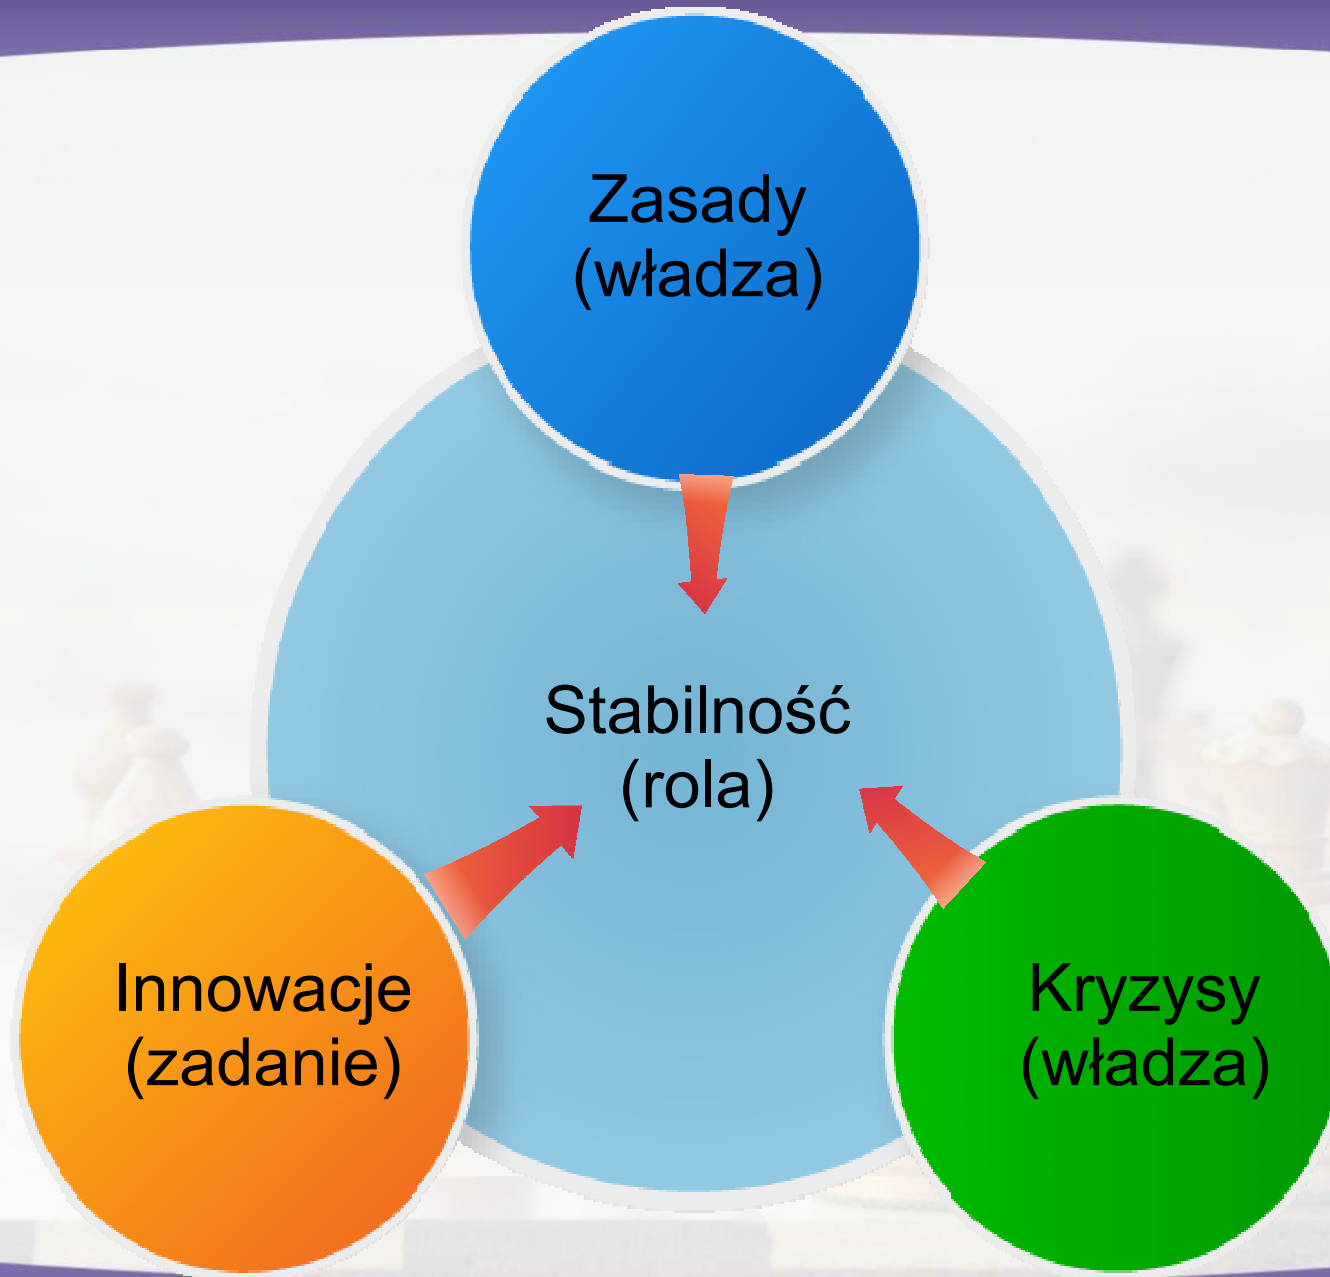 Zasady
(władza)
Stabilność
(rola)
Innowacje
(zadanie)
Kryzysy
(władza)